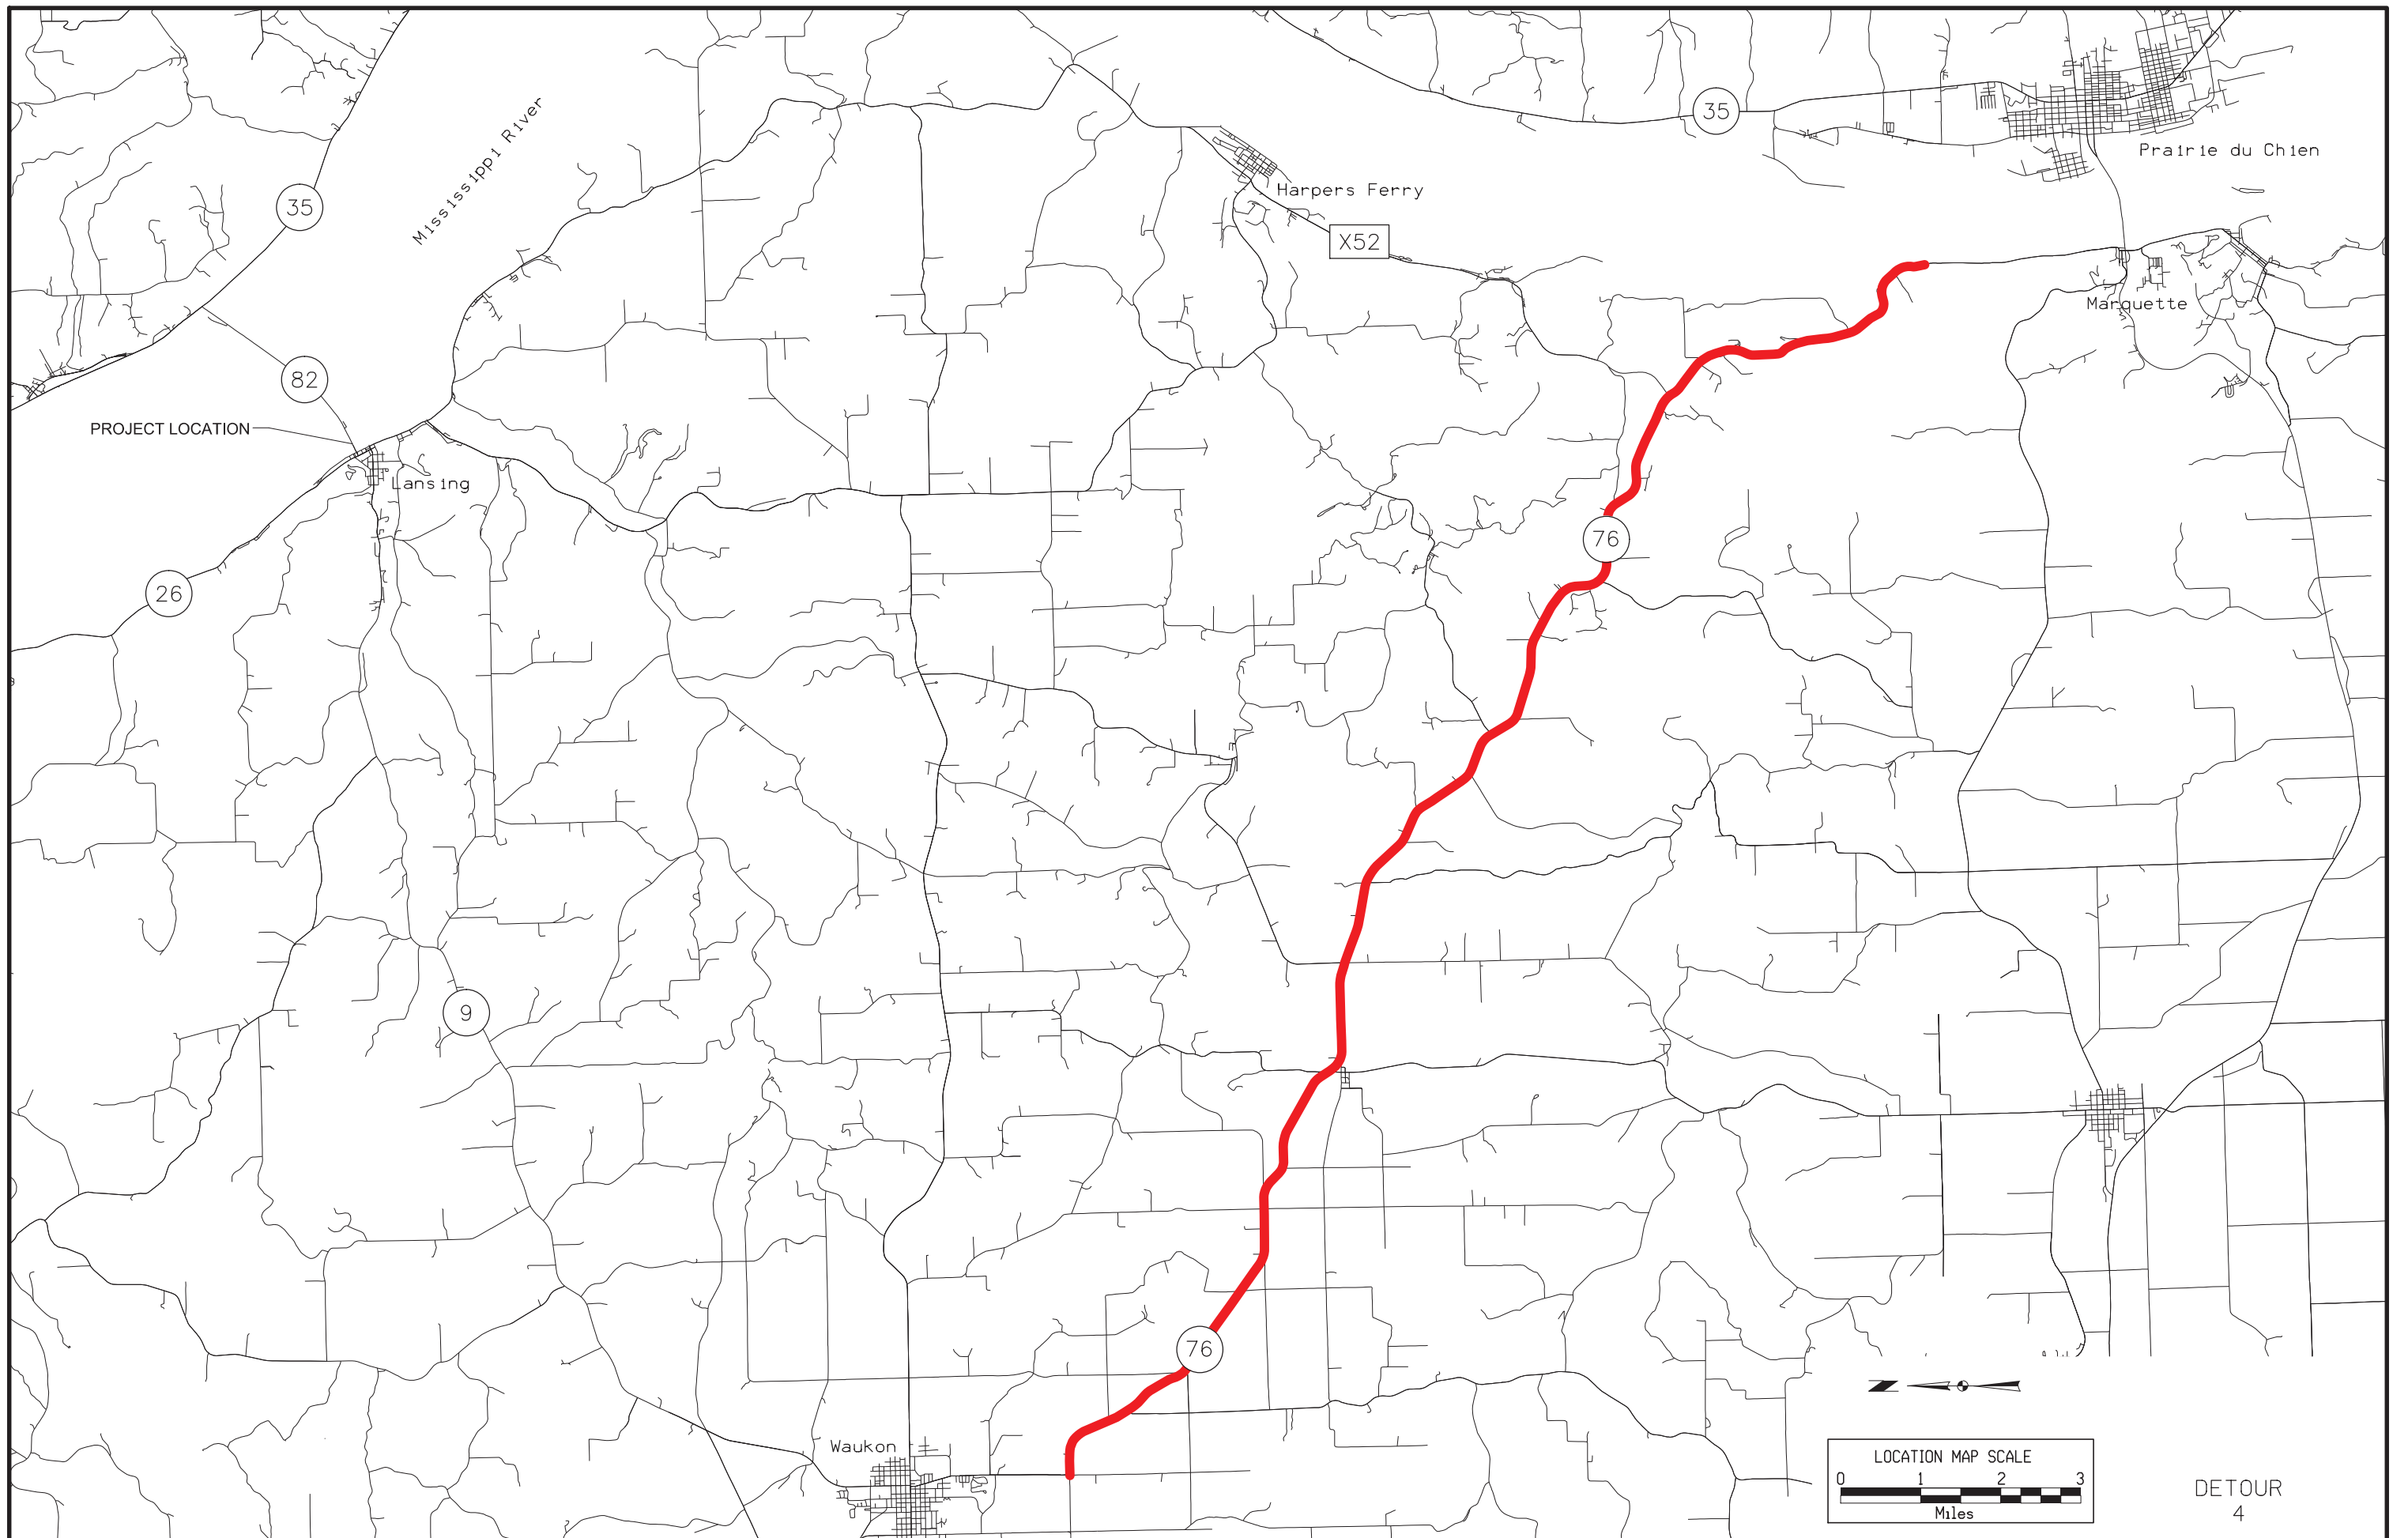 35
Prairie du Chien
Mississippi River
Harpers Ferry
35
X52
Marquette
82
PROJECT LOCATION
Lansing
76
26
9
76
Waukon
N
LOCATION MAP SCALE
0 1 2 3
Miles
DETOUR
4